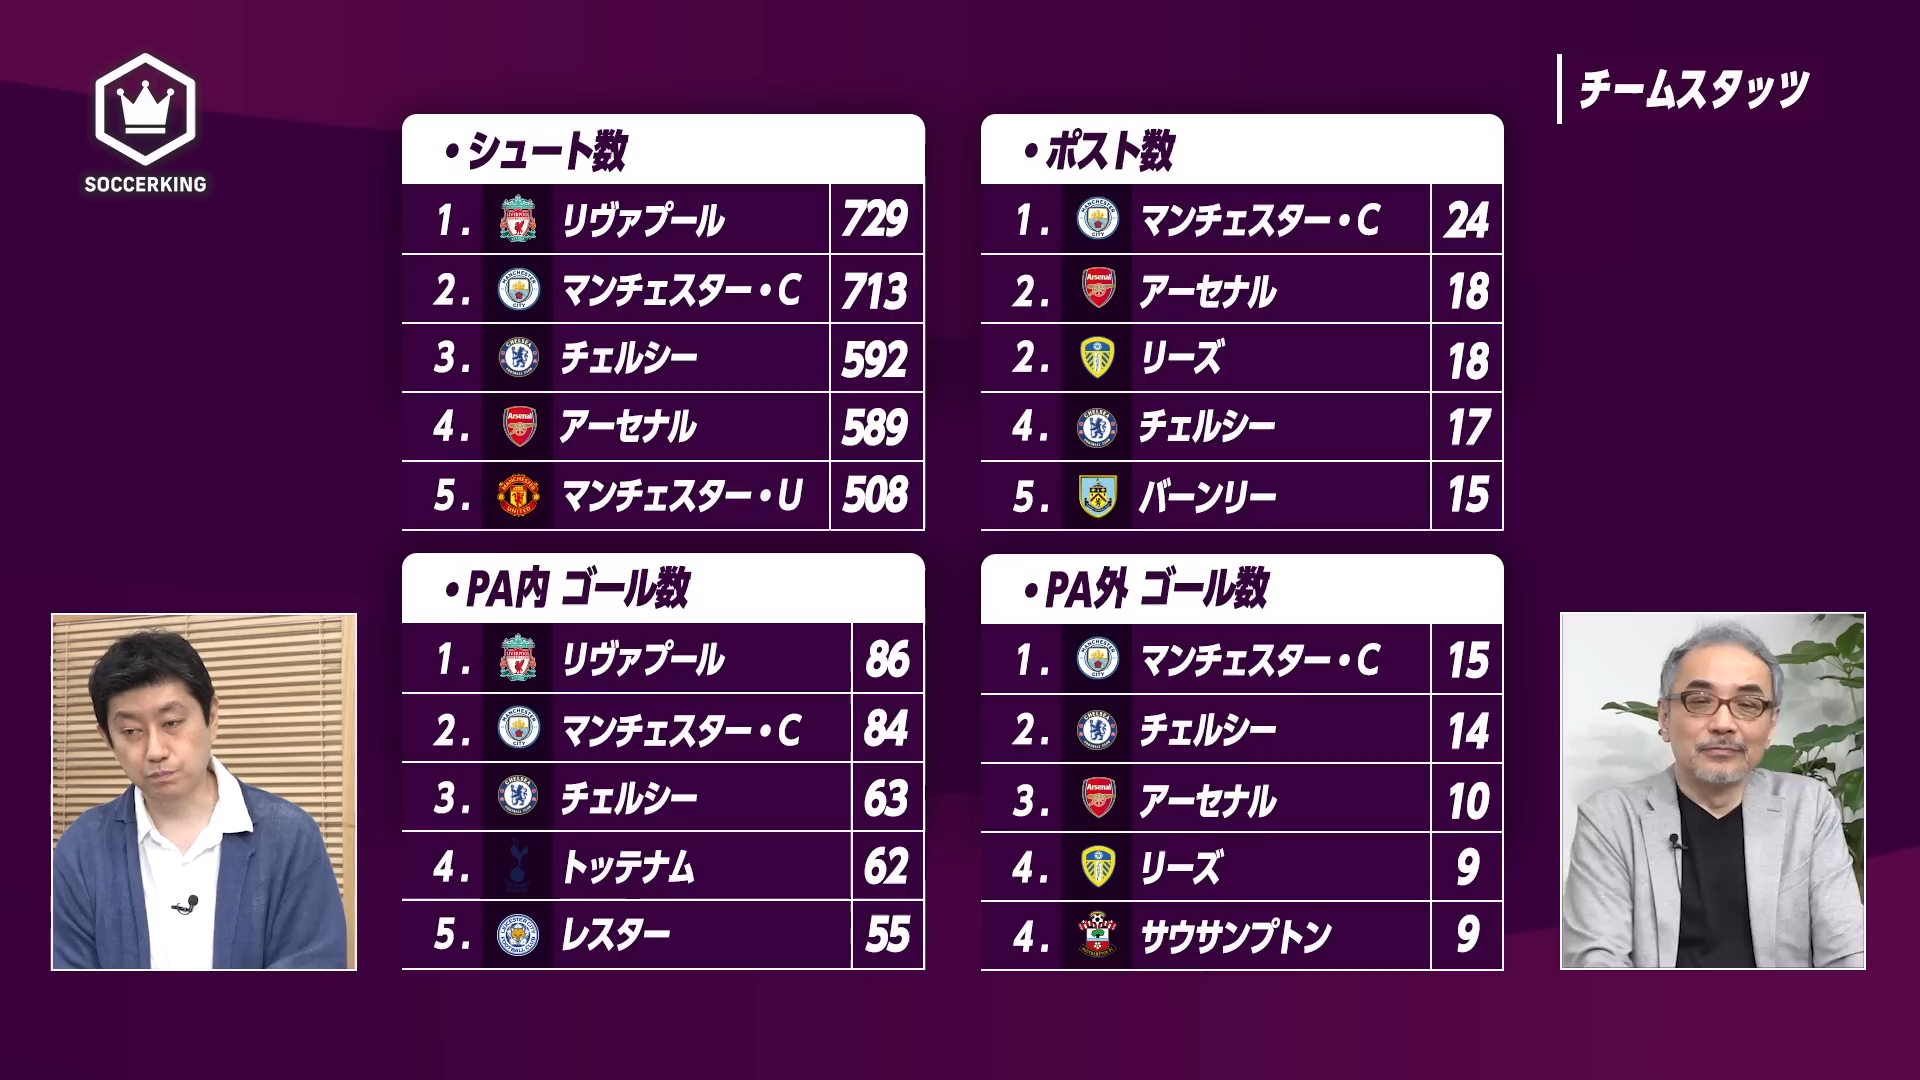 SOCCERKING
チームスタッツ
・シュート数
1. リヴァプール 729
2. マンチェスター・C 713
3. チェルシー 592
4. アーセナル 589
5. マンチェスター・U 508
・ポスト数
1. マンチェスター・C 24
2. アーセナル 18
2. リーズ 18
4. チェルシー 17
5. バーンリー 15
・PA内 ゴール数
1. リヴァプール 86
2. マンチェスター・C 84
3. チェルシー 63
4. トッテナム 62
5. レスター 55
・PA外 ゴール数
1. マンチェスター・C 15
2. チェルシー 14
3. アーセナル 10
4. リーズ 9
4. サウサンプトン 9